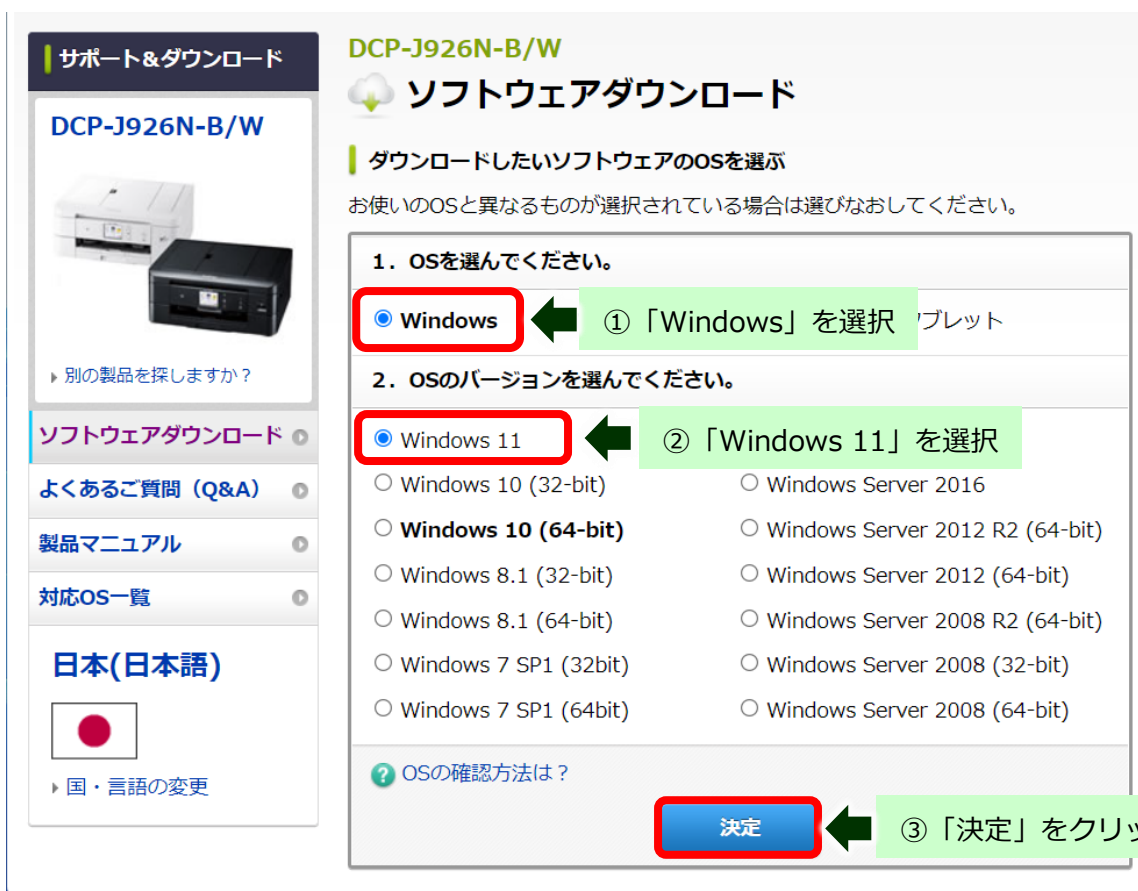 サポート&ダウンロード
DCP-J926N-B/W
別の製品を探しますか？
ソフトウェアダウンロード
よくあるご質問（Q&A）
製品マニュアル
対応OS一覧
日本(日本語)
国・言語の変更
DCP-J926N-B/W
ソフトウェアダウンロード
ダウンロードしたいソフトウェアのOSを選ぶ
お使いのOSと異なるものが選択されている場合は選びなおしてください。
1. OSを選んでください。
Windows ①「Windows」を選択 ブレット
2. OSのバージョンを選んでください。
Windows 11 ②「Windows 11」を選択
Windows 10 (32-bit) Windows Server 2016
Windows 10 (64-bit) Windows Server 2012 R2 (64-bit)
Windows 8.1 (32-bit) Windows Server 2012 (64-bit)
Windows 8.1 (64-bit) Windows Server 2008 R2 (64-bit)
Windows 7 SP1 (32bit) Windows Server 2008 (32-bit)
Windows 7 SP1 (64bit) Windows Server 2008 (64-bit)
OSの確認方法は？
決定 ③「決定」をクリッ